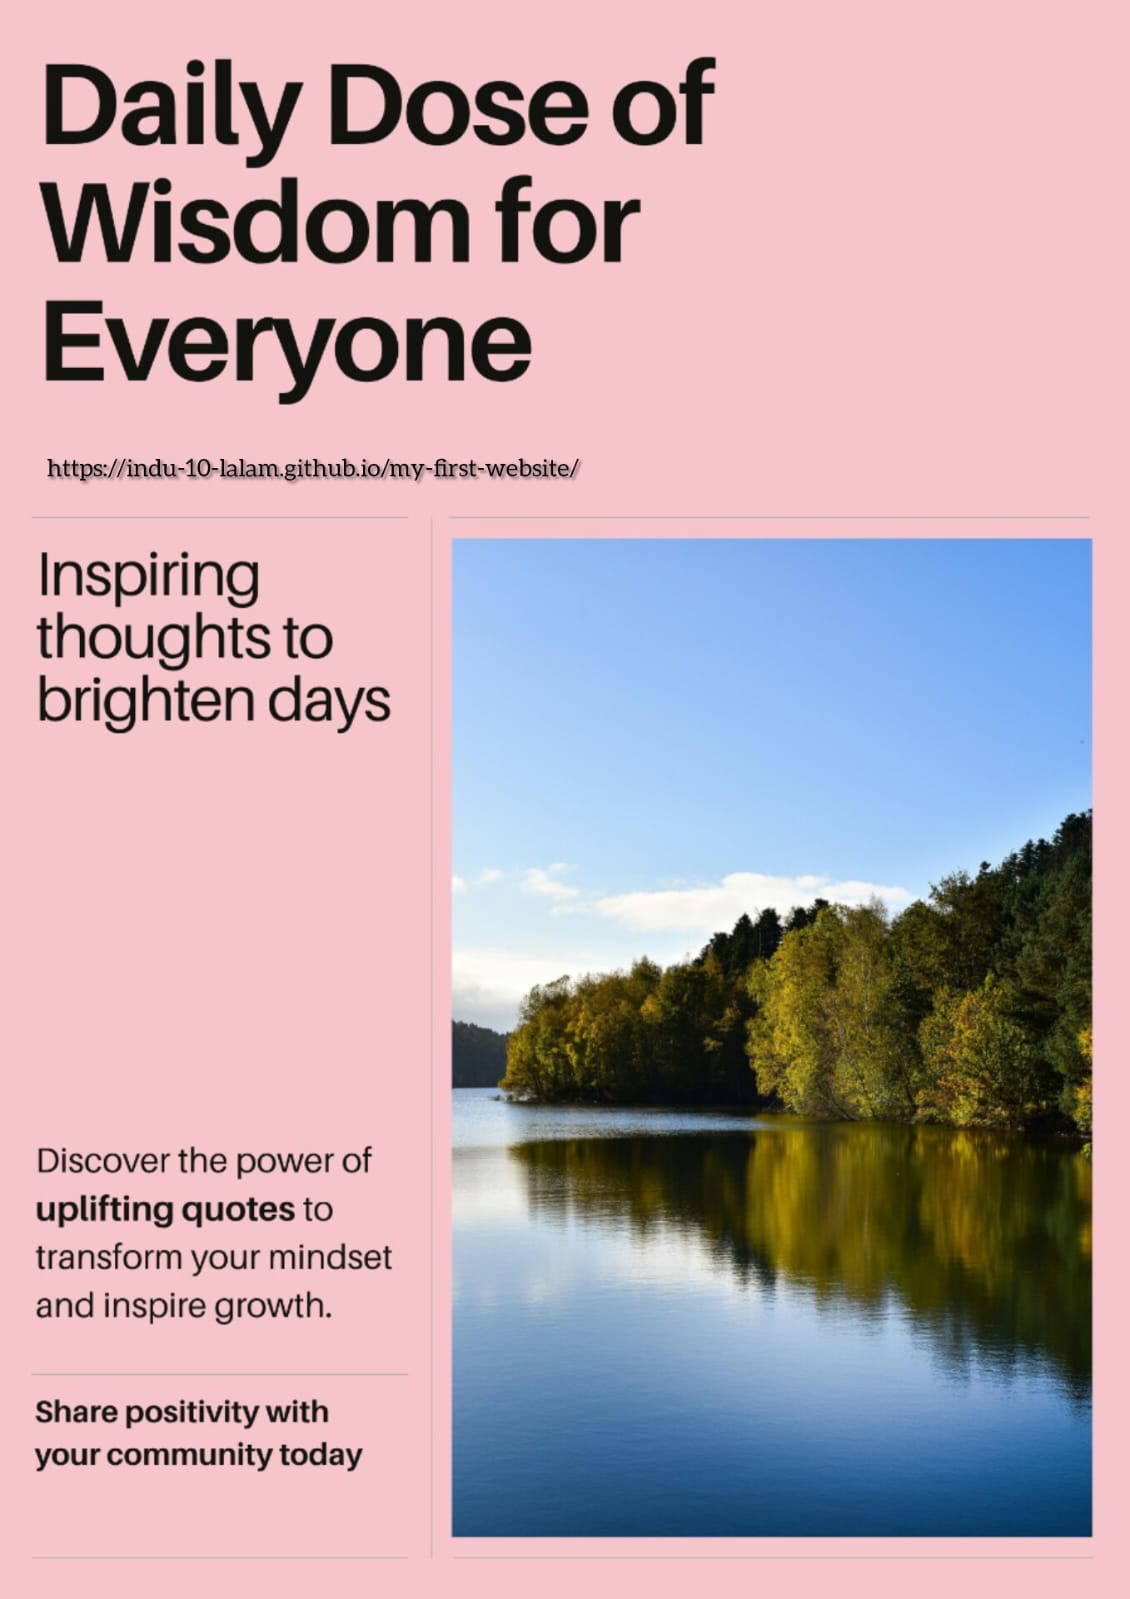 Daily Dose of
Wisdom for
Everyone
https://indu-10-lalam.github.io/my-first-website/
Inspiring
thoughts to
brighten days
Discover the power of
uplifting quotes to
transform your mindset
and inspire growth.
Share positivity with
your community today